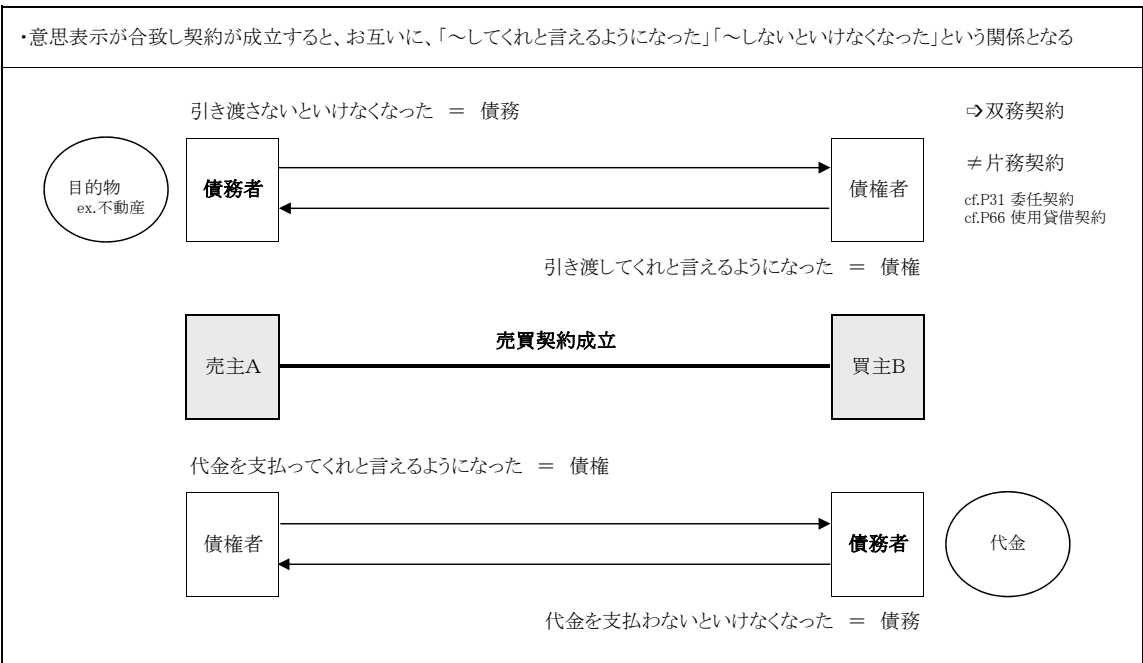 ・意思表示が合致し契約が成立すると、お互いに、「～してくれと言えるようになった」「～しないといけなくなった」という関係となる
引き渡さないといけなくなった ＝ 債務
➩双務契約
≠片務契約
cf.P31 委任契約
cf.P66 使用貸借契約
目的物
ex.不動産
債務者
債権者
引き渡してくれと言えるようになった ＝ 債権
売買契約成立
売主A
買主B
代金を支払ってくれと言えるようになった ＝ 債権
債権者
債務者
代金
代金を支払わないといけなくなった ＝ 債務